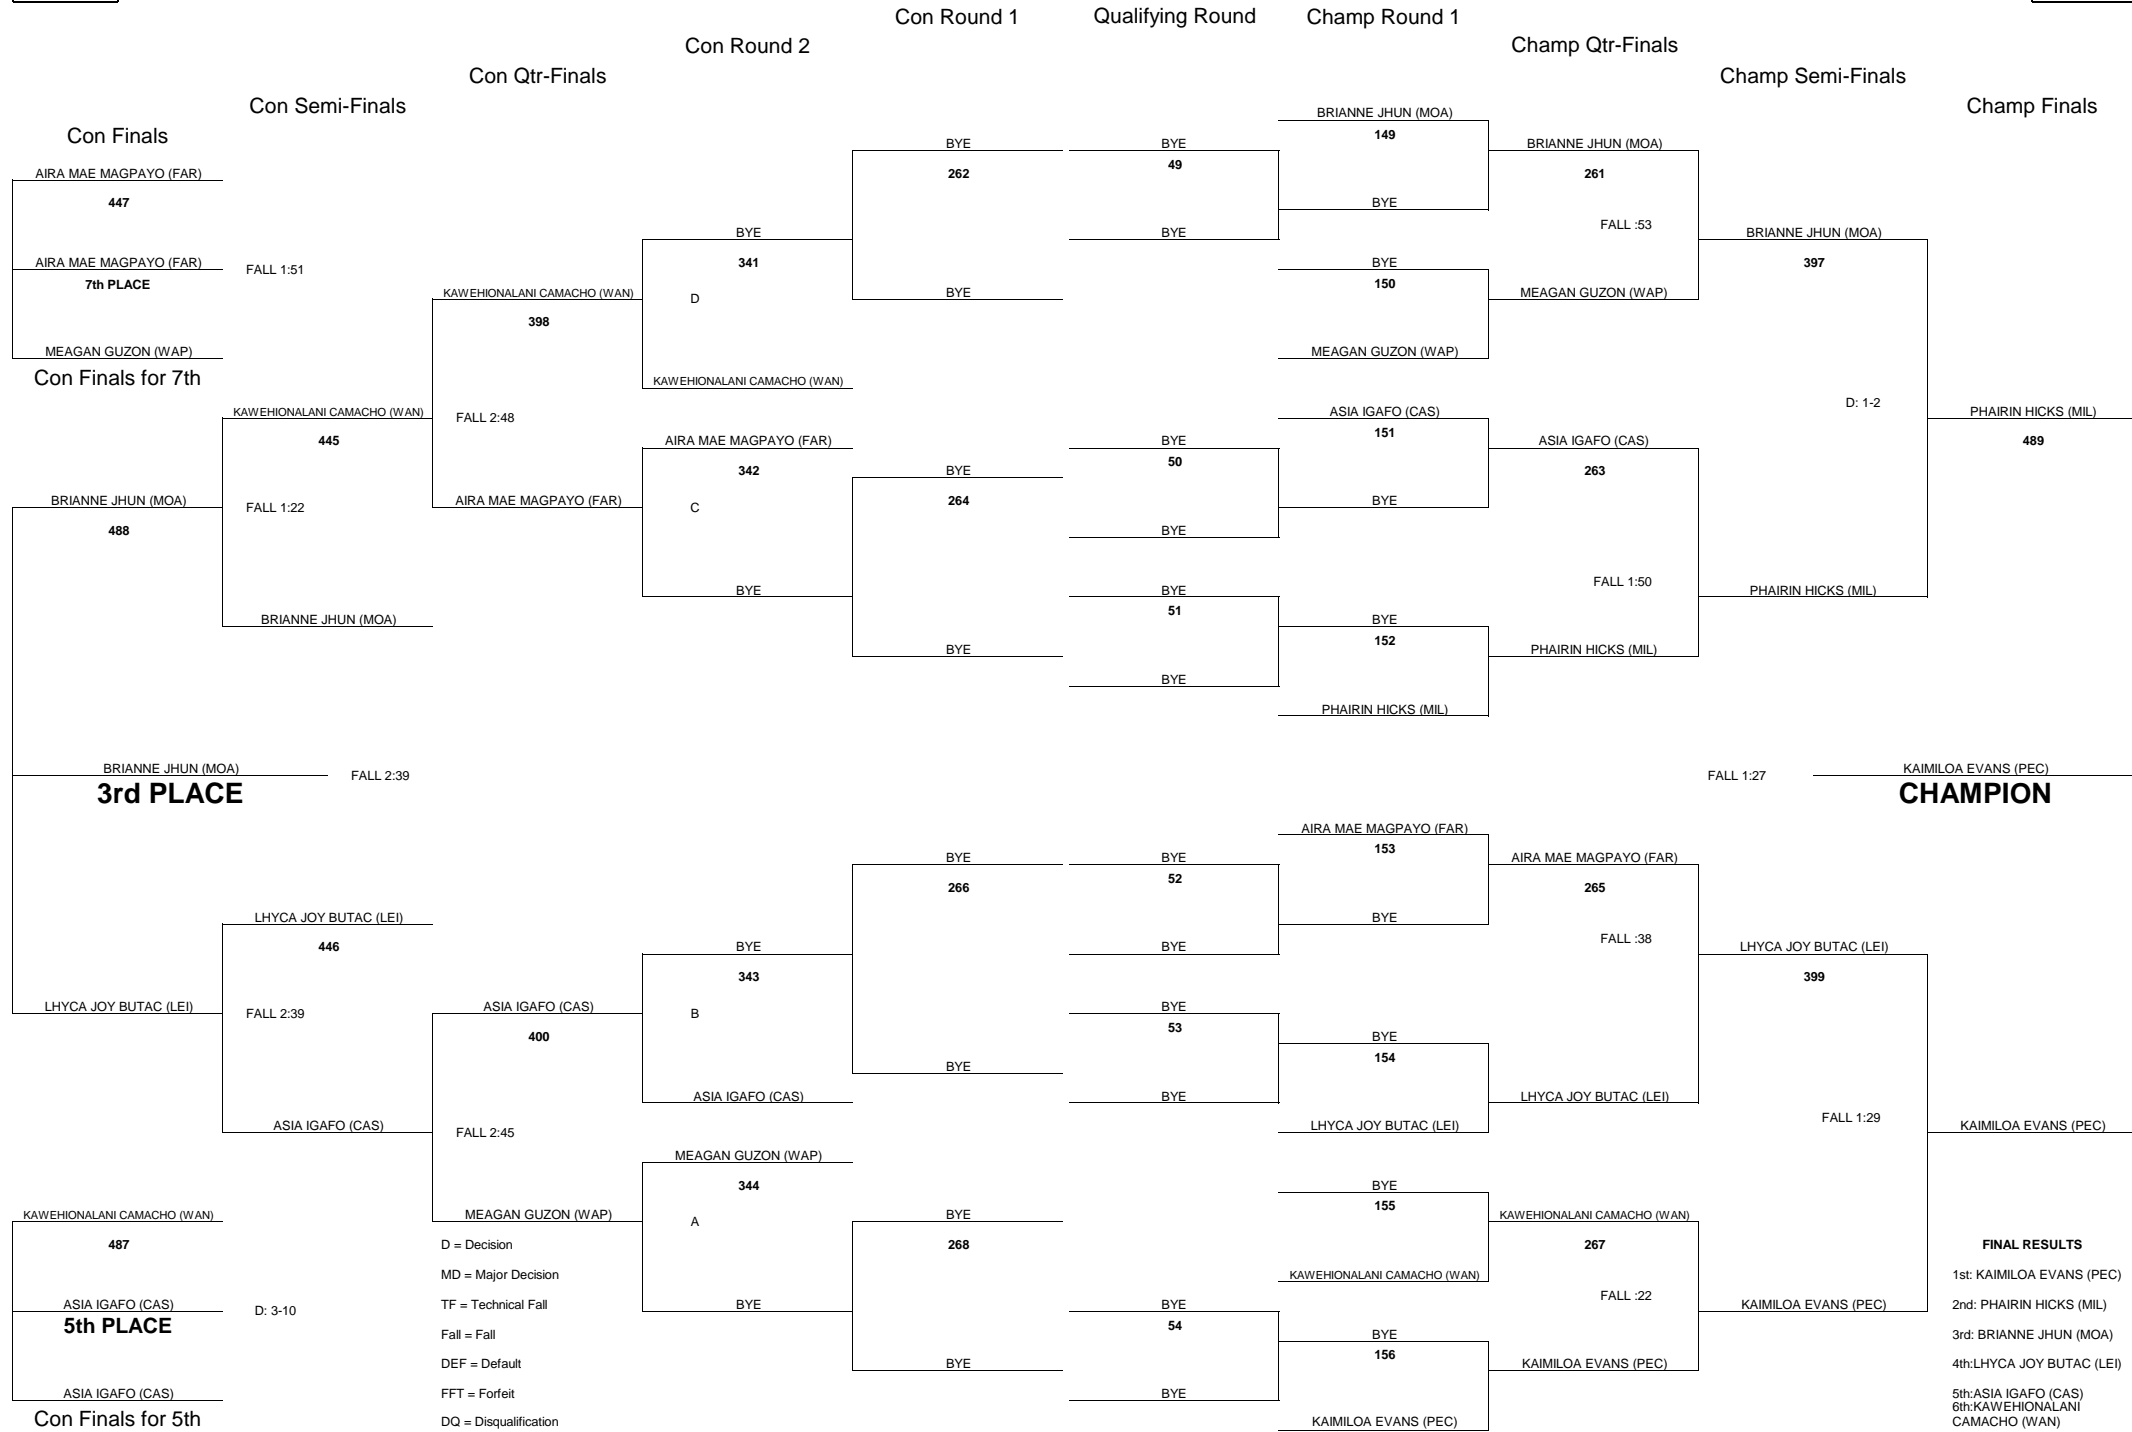 Con Round 1
Qualifying Round
Champ Round 1
Con Round 2
Champ Qtr-Finals
Con Qtr-Finals
Champ Semi-Finals
Con Semi-Finals
Champ Finals
Con Finals
AIRA MAE MAGPAYO (FAR)
447
AIRA MAE MAGPAYO (FAR)
7th PLACE
FALL 1:51
MEAGAN GUZON (WAP)
Con Finals for 7th
BRIANNE JHUN (MOA)
488
BRIANNE JHUN (MOA)
3rd PLACE
FALL 2:39
LHYCA JOY BUTAC (LEI)
KAWEHIONALANI CAMACHO (WAN)
487
ASIA IGAFO (CAS)
5th PLACE
D: 3-10
ASIA IGAFO (CAS)
Con Finals for 5th
KAWEHIONALANI CAMACHO (WAN)
445
FALL 1:22
BRIANNE JHUN (MOA)
LHYCA JOY BUTAC (LEI)
446
FALL 2:39
ASIA IGAFO (CAS)
KAWEHIONALANI CAMACHO (WAN)
398
FALL 2:48
AIRA MAE MAGPAYO (FAR)
ASIA IGAFO (CAS)
400
FALL 2:45
MEAGAN GUZON (WAP)
D = Decision
MD = Major Decision
TF = Technical Fall
Fall = Fall
DEF = Default
FFT = Forfeit
DQ = Disqualification
BYE
341
D
KAWEHIONALANI CAMACHO (WAN)
AIRA MAE MAGPAYO (FAR)
342
C
BYE
BYE
343
B
ASIA IGAFO (CAS)
MEAGAN GUZON (WAP)
344
A
BYE
BYE
262
BYE
BYE
264
BYE
BYE
266
BYE
BYE
268
BYE
BYE
49
BYE
BYE
50
BYE
BYE
51
BYE
BYE
52
BYE
BYE
53
BYE
BYE
54
BYE
BRIANNE JHUN (MOA)
149
BYE
BYE
150
MEAGAN GUZON (WAP)
ASIA IGAFO (CAS)
151
BYE
BYE
152
PHAIRIN HICKS (MIL)
AIRA MAE MAGPAYO (FAR)
153
BYE
BYE
154
LHYCA JOY BUTAC (LEI)
BYE
155
KAWEHIONALANI CAMACHO (WAN)
BYE
156
KAIMILOA EVANS (PEC)
BRIANNE JHUN (MOA)
261
FALL :53
MEAGAN GUZON (WAP)
ASIA IGAFO (CAS)
263
FALL 1:50
PHAIRIN HICKS (MIL)
AIRA MAE MAGPAYO (FAR)
265
FALL :38
LHYCA JOY BUTAC (LEI)
KAWEHIONALANI CAMACHO (WAN)
267
FALL :22
KAIMILOA EVANS (PEC)
BRIANNE JHUN (MOA)
397
D: 1-2
PHAIRIN HICKS (MIL)
LHYCA JOY BUTAC (LEI)
399
FALL 1:29
KAIMILOA EVANS (PEC)
PHAIRIN HICKS (MIL)
489
FALL 1:27
KAIMILOA EVANS (PEC)
CHAMPION
KAIMILOA EVANS (PEC)
FINAL RESULTS
1st: KAIMILOA EVANS (PEC)
2nd: PHAIRIN HICKS (MIL)
3rd: BRIANNE JHUN (MOA)
4th:LHYCA JOY BUTAC (LEI)
5th:ASIA IGAFO (CAS)
6th:KAWEHIONALANI
CAMACHO (WAN)